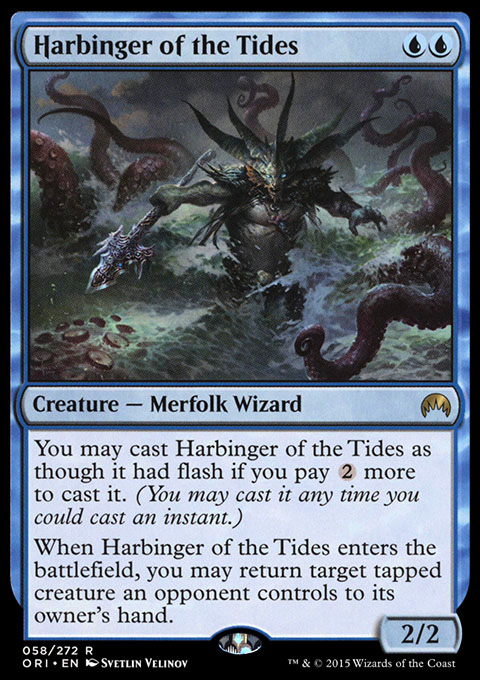 Harbinger of the Tides
Creature — Merfolk Wizard
You may cast Harbinger of the Tides as
though it had flash if you pay 2 more
to cast it. (You may cast it any time you
could cast an instant.)
When Harbinger of the Tides enters the
battlefield, you may return target tapped
creature an opponent controls to its
owner's hand.
2/2
058/272 R
ORI • EN Svetlin Velinov
™ & © 2015 Wizards of the Coast